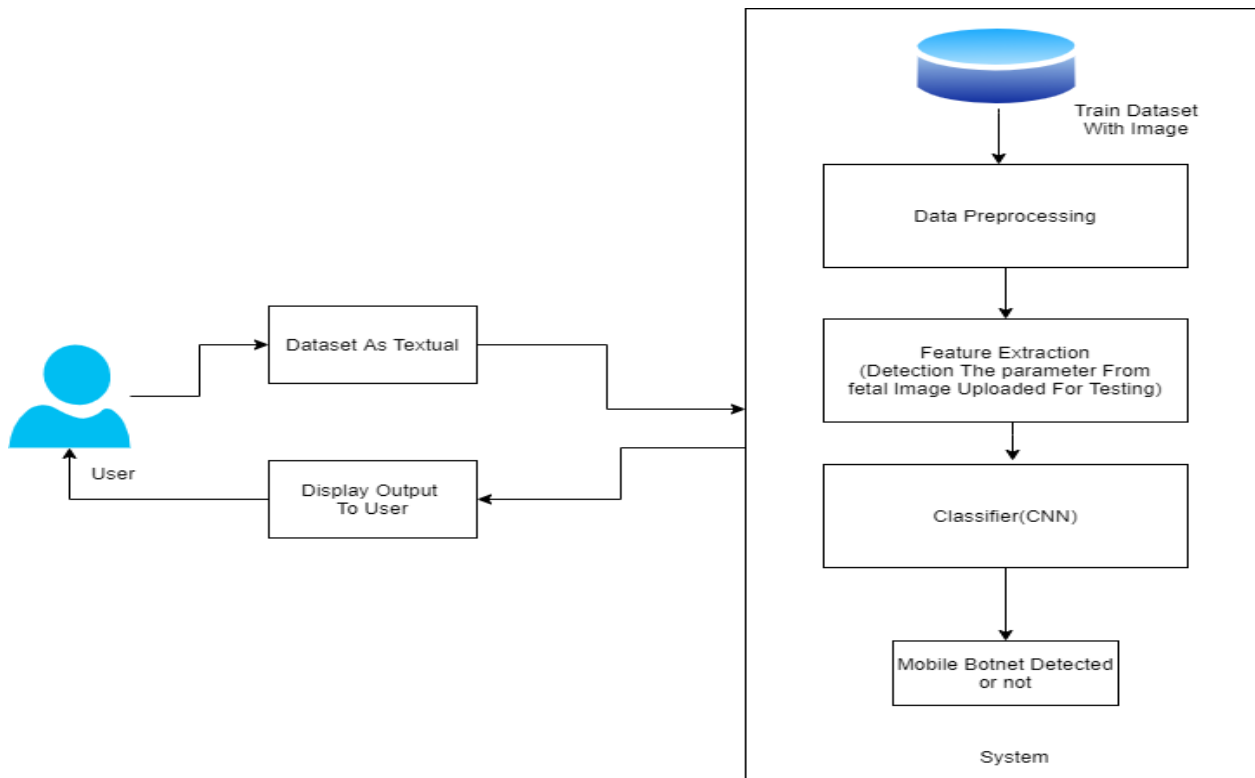 Train Dataset
With Image
Data Preprocessing
Feature Extraction
(Detection The parameter From
fetal Image Uploaded For Testing)
Classifier(CNN)
Mobile Botnet Detected
or not
System
Dataset As Textual
User
Display Output
To User